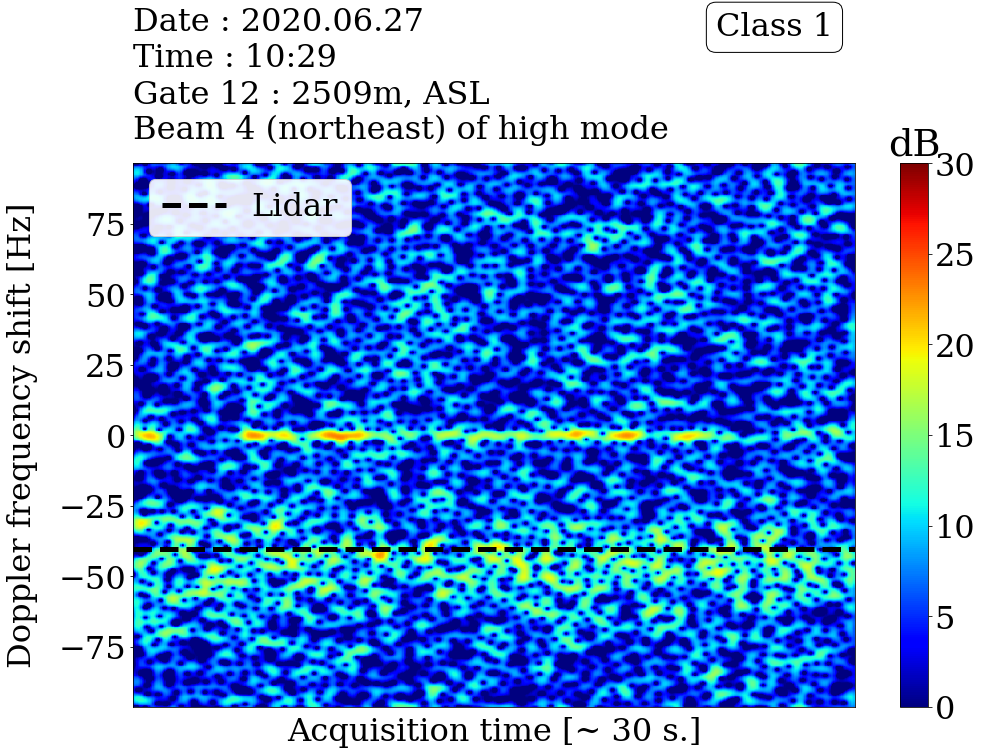 Date : 2020.06.27
Time : 10:29
Gate 12 : 2509m, ASL
Beam 4 (northeast) of high mode
Class 1
dB
Lidar
Doppler frequency shift [Hz]
75
50
25
0
−25
−50
−75
Acquisition time [~ 30 s.]
30
25
20
15
10
5
0